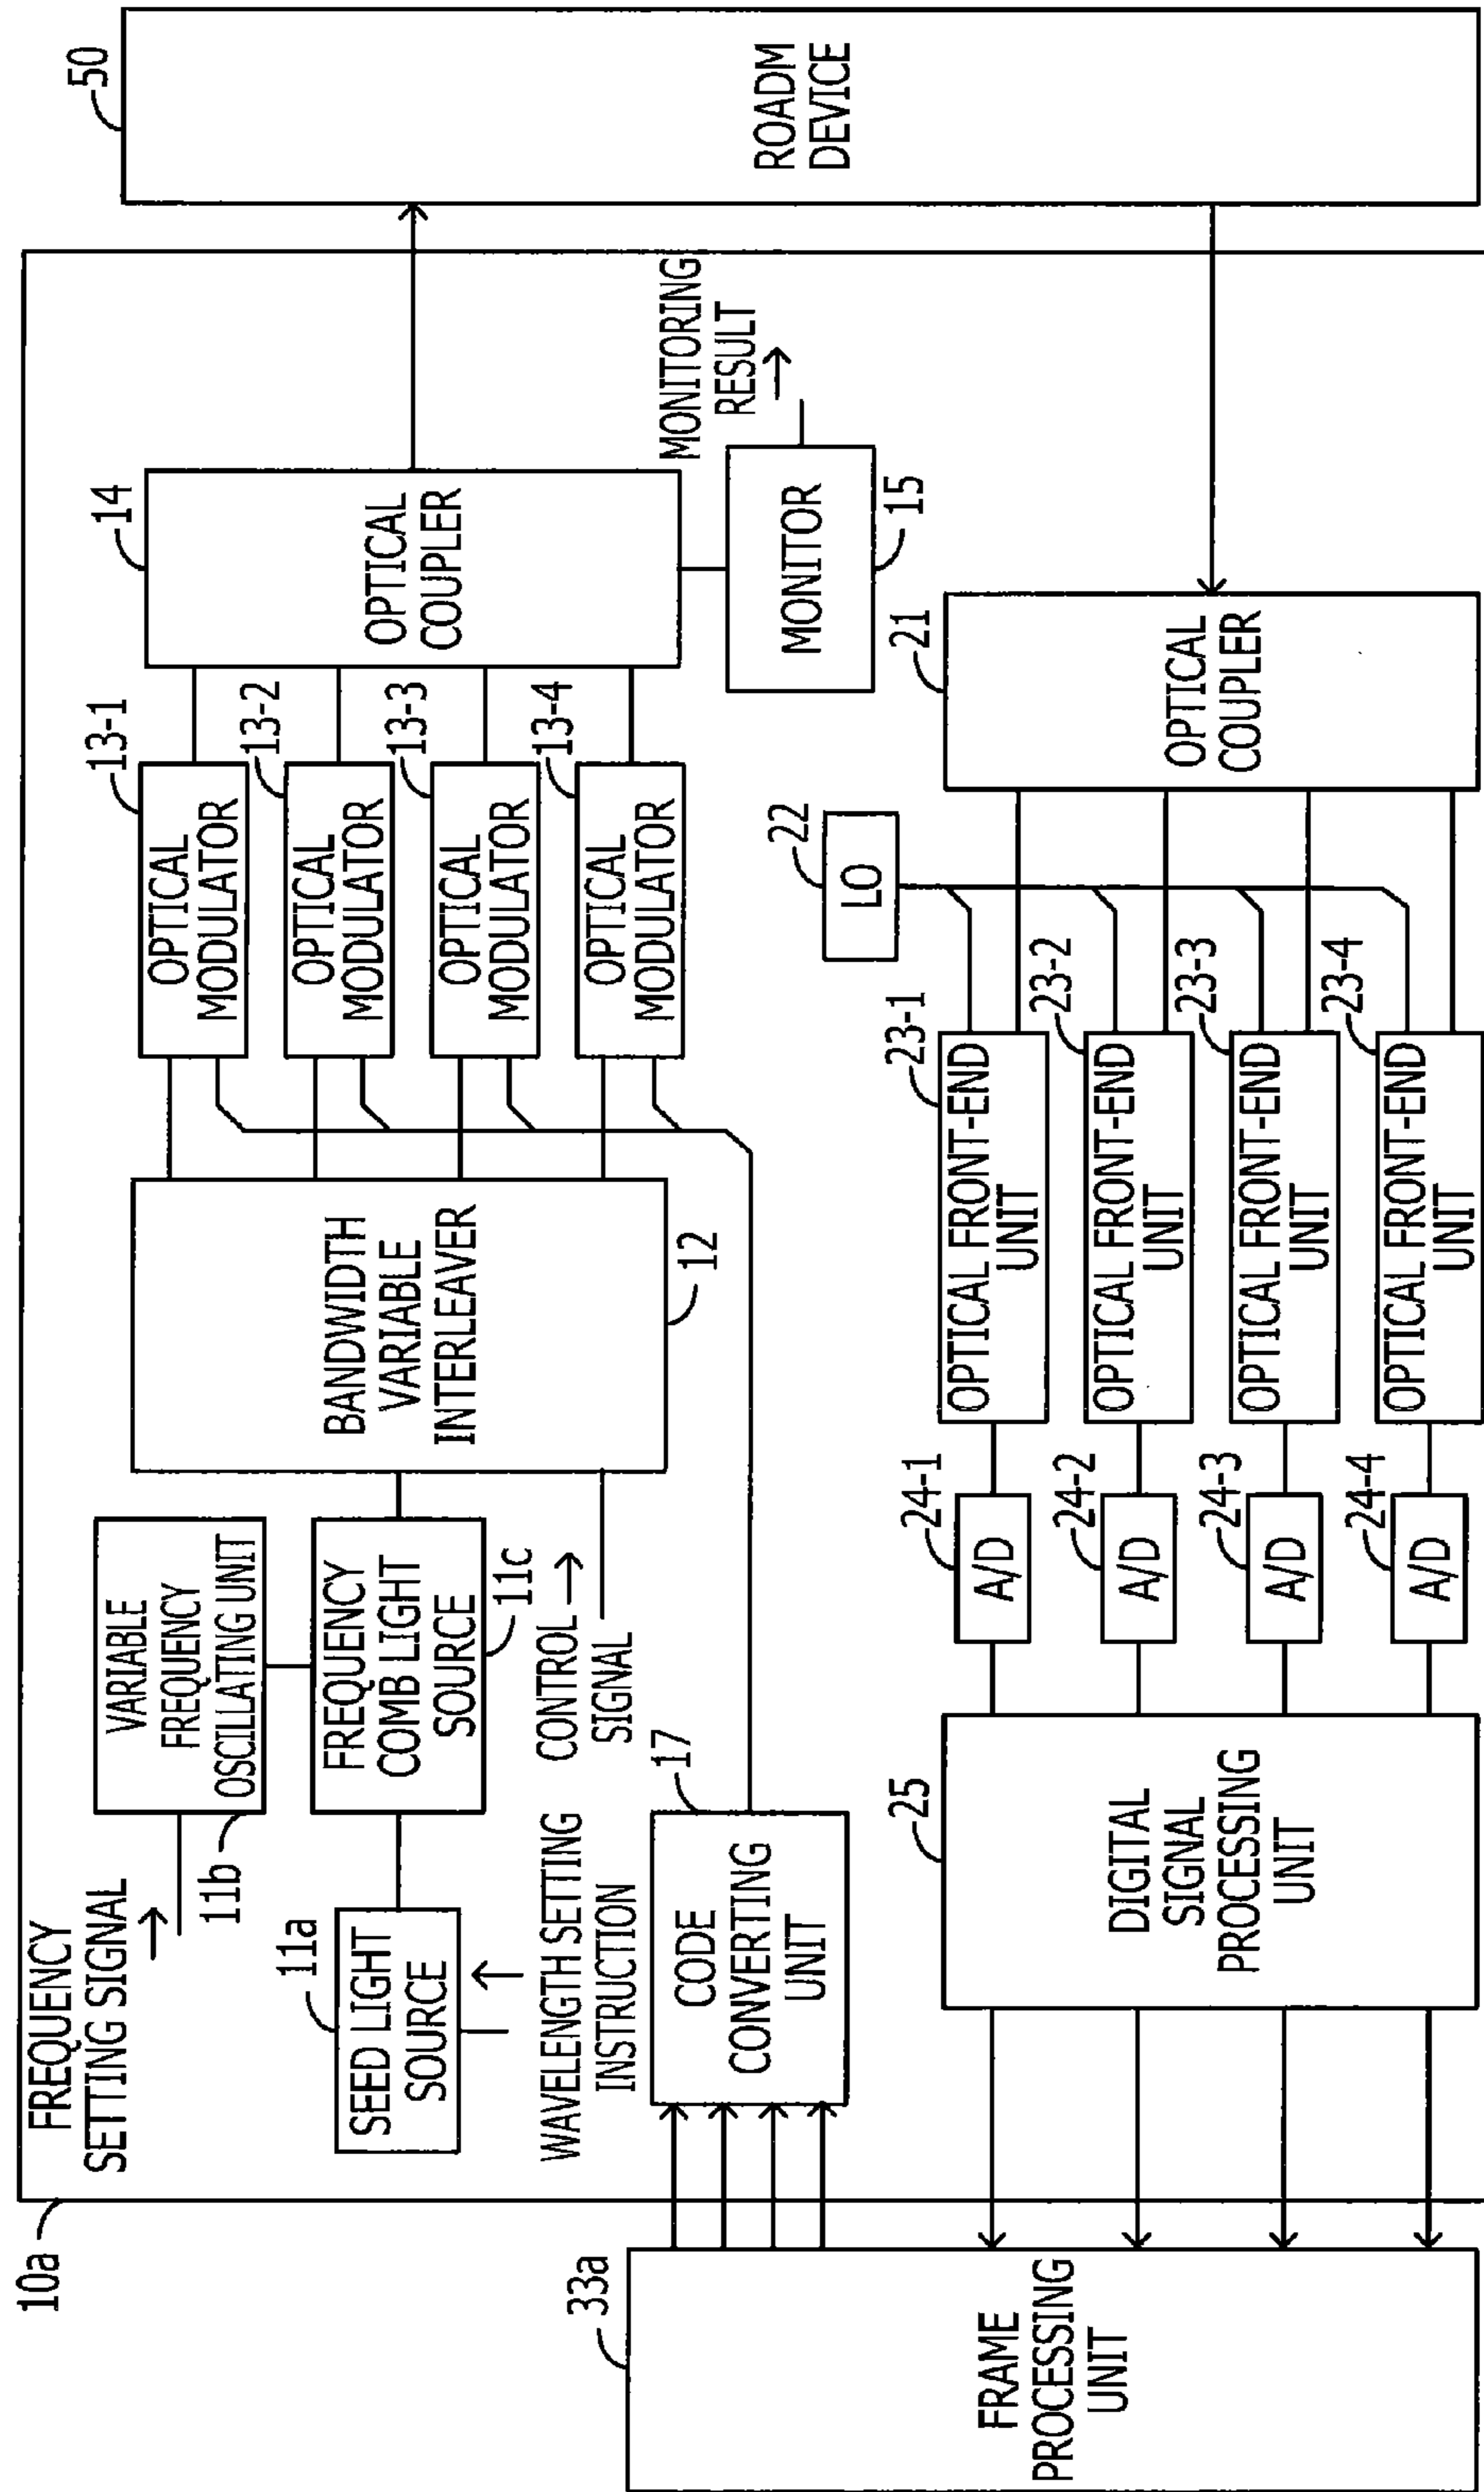 10a
FREQUENCY
SETTING SIGNAL
11b
VARIABLE
FREQUENCY
OSCILLATING UNIT
11a
SEED LIGHT
SOURCE
WAVELENGTH SETTING
INSTRUCTION
FREQUENCY
COMB LIGHT
SOURCE
11c
CONTROL
SIGNAL
BANDWIDTH
VARIABLE
INTERLEAVER
12
13-1
OPTICAL
MODULATOR
13-2
OPTICAL
MODULATOR
13-3
OPTICAL
MODULATOR
13-4
OPTICAL
MODULATOR
14
OPTICAL
COUPLER
MONITOR
15
MONITORING
RESULT
50
ROADM
DEVICE
17
CODE
CONVERTING
UNIT
33a
FRAME
PROCESSING
UNIT
25
DIGITAL
SIGNAL
PROCESSING
UNIT
24-1
A/D
24-2
A/D
24-3
A/D
24-4
A/D
23-1
OPTICAL FRONT-END
UNIT
23-2
OPTICAL FRONT-END
UNIT
23-3
OPTICAL FRONT-END
UNIT
23-4
OPTICAL FRONT-END
UNIT
22
LO
21
OPTICAL
COUPLER